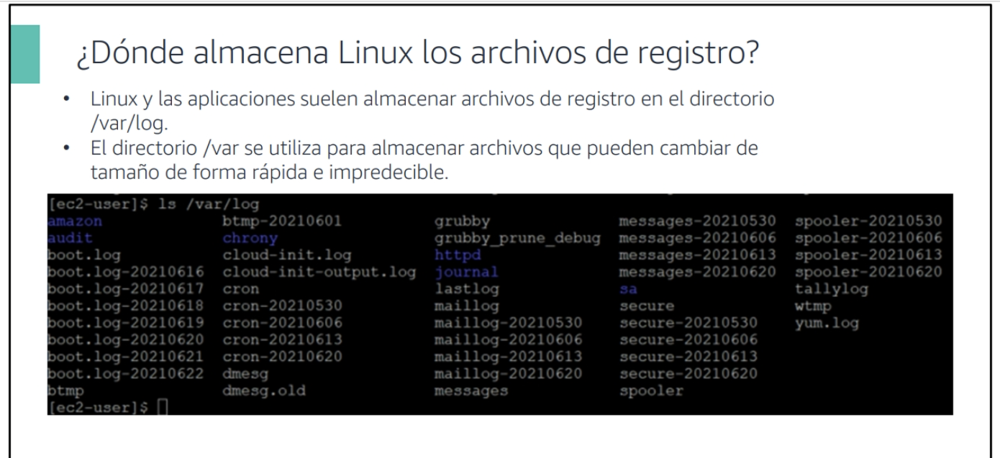 ¿Dónde almacena Linux los archivos de registro?
• Linux y las aplicaciones suelen almacenar archivos de registro en el directorio
/var/log.
• El directorio /var se utiliza para almacenar archivos que pueden cambiar de
tamaño de forma rápida e impredecible.
[ec2-user]$ ls /var/log
amazon btmp-20210601 grubby messages-20210530 spooler-20210530
audit chrony grubby_prune_debug messages-20210606 spooler-20210606
boot.log cloud-init.log httpd messages-20210613 spooler-20210613
boot.log-20210616 cloud-init-output.log journal messages-20210620 spooler-20210620
boot.log-20210617 cron lastlog sa tallylog
boot.log-20210618 cron-20210530 maillog secure wtmp
boot.log-20210619 cron-20210606 maillog-20210530 secure-20210530 yum.log
boot.log-20210620 cron-20210613 maillog-20210606 secure-20210606
boot.log-20210621 cron-20210620 maillog-20210613 secure-20210613
boot.log-20210622 dmesg maillog-20210620 secure-20210620
btmp dmesg.old messages spooler
[ec2-user]$